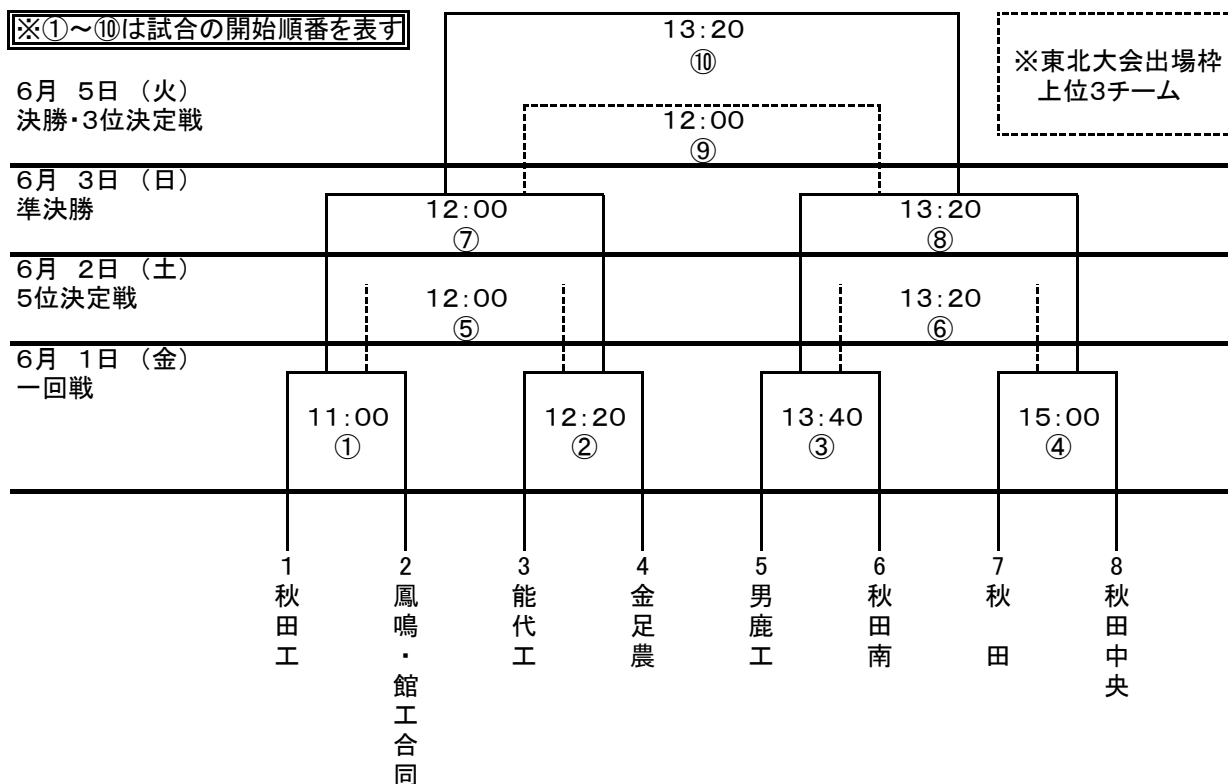 ※①～⑩は試合の開始順番を表す
13:20
⑩
※東北大会出場枠
上位3チーム
6月 5日 （火）
決勝・3位決定戦
12:00
⑨
6月 3日 （日）
準決勝
12:00
⑦
13:20
⑧
6月 2日 （土）
5位決定戦
12:00
⑤
13:20
⑥
6月 1日 （金）
一回戦
11:00
①
12:20
②
13:40
③
15:00
④
1
秋田工
2
鳳鳴・館工合同
3
能代工
4
金足農
5
男鹿工
6
秋田南
7
秋 田
8
秋田中央